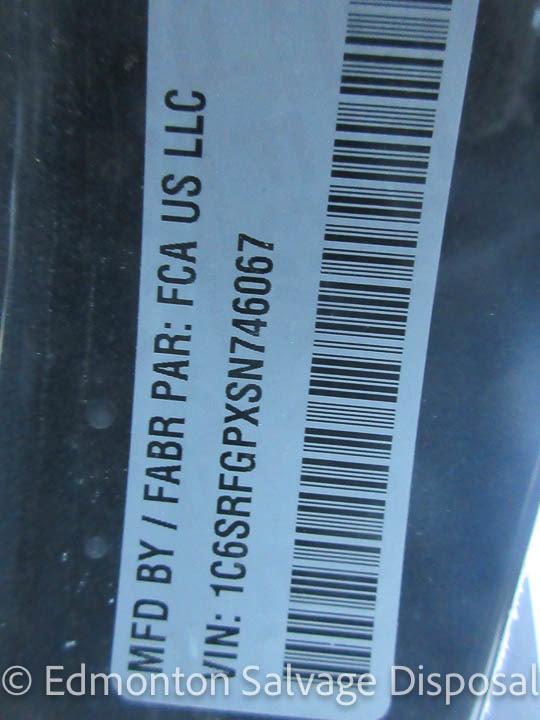 MFD BY / FABR PAR: FCA US LLC
VIN: 1C6SRFGPXSN746067
© Edmonton Salvage Disposal